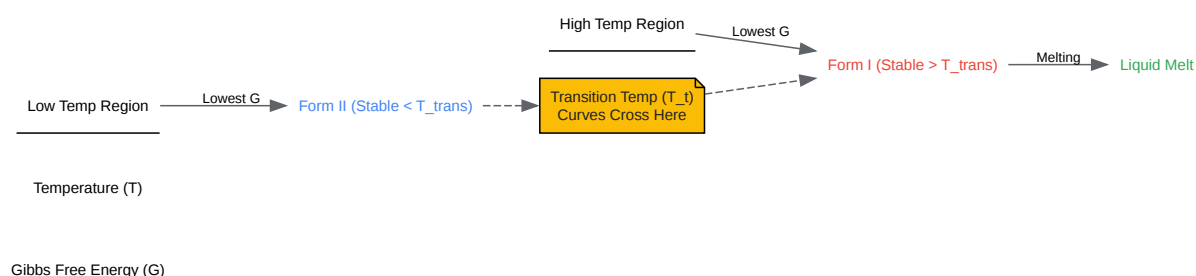 High Temp Region
Lowest G
Form I (Stable > T_trans)
Melting
Liquid Melt
Low Temp Region
Lowest G
Form II (Stable < T_trans)
Transition Temp (T_t)
Curves Cross Here
Temperature (T)
Gibbs Free Energy (G)